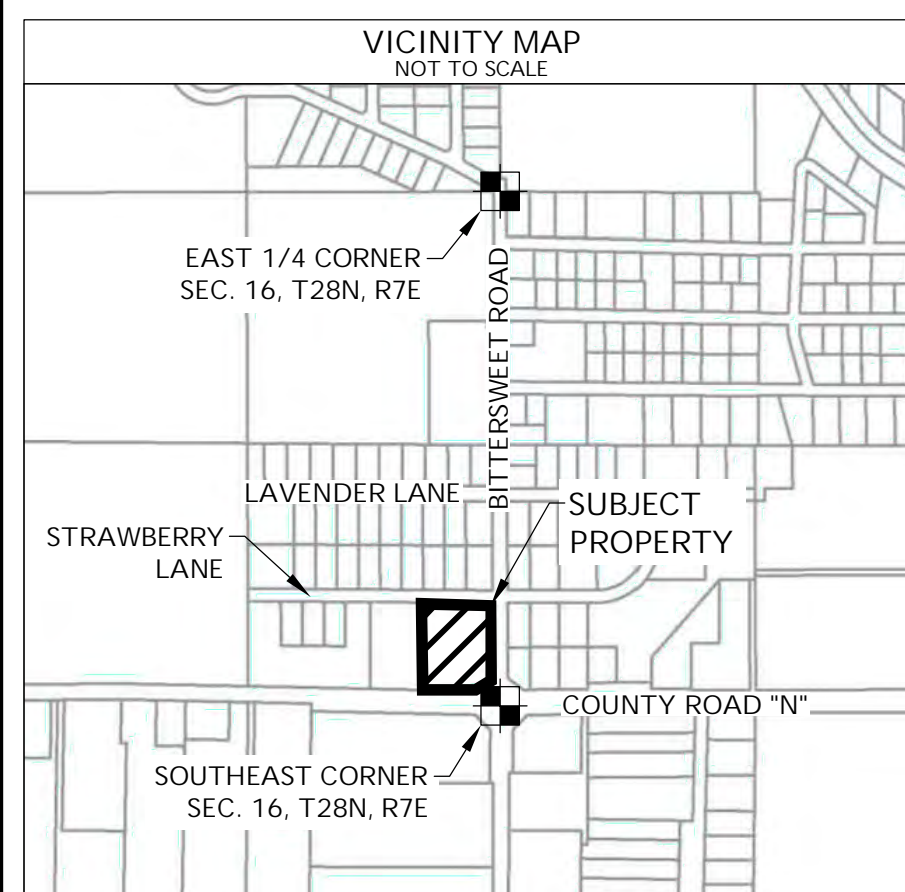 VICINITY MAP
NOT TO SCALE
EAST 1/4 CORNER
SEC. 16, T28N, R7E
BITTERSWEET ROAD
LAVENDER LANE
SUBJECT
PROPERTY
STRAWBERRY
LANE
COUNTY ROAD "N"
SOUTHEAST CORNER
SEC. 16, T28N, R7E